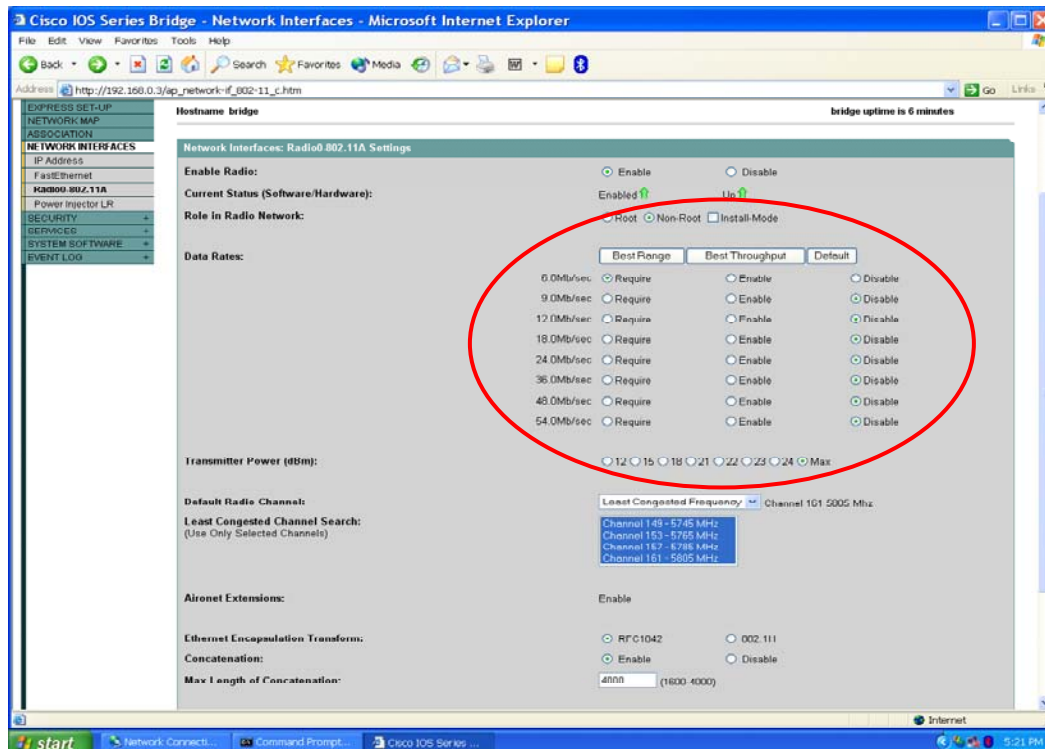 Cisco IOS Series Bridge - Network Interfaces - Microsoft Internet Explorer
File Edit View Favorites Tools Help
Back Search Favorites Media
Address http://192.168.0.3/ap_network-if_802-11_c.htm Go Links
EXPRESS SET-UP
NETWORK MAP
ASSOCIATION
NETWORK INTERFACES
IP Address
FastEthernet
Radio0-802.11A
Power Injector LR
SECURITY +
SERVICES +
SYSTEM SOFTWARE +
EVENT LOG +
Hostname bridge bridge uptime is 6 minutes
Network Interfaces: Radio0-802.11A Settings
Enable Radio: Enable Disable
Current Status (Software/Hardware): Enabled Up
Role in Radio Network: Root Non-Root Install-Mode
Data Rates: Best Range Best Throughput Default
6.0Mb/sec Require Enable Disable
9.0Mb/sec Require Enable Disable
12.0Mb/sec Require Enable Disable
18.0Mb/sec Require Enable Disable
24.0Mb/sec Require Enable Disable
36.0Mb/sec Require Enable Disable
48.0Mb/sec Require Enable Disable
54.0Mb/sec Require Enable Disable
Transmitter Power (dBm): 12 15 18 21 22 23 24 Max
Default Radio Channel: Least Congested Frequency Channel 161 5805 Mhz
Least Congested Channel Search:
(Use Only Selected Channels)
Channel 149 - 5745 MHz
Channel 153 - 5765 MHz
Channel 157 - 5785 MHz
Channel 161 - 5805 MHz
Aironet Extensions: Enable
Ethernet Encapsulation Transform: RFC1042 802.1H
Concatenation: Enable Disable
Max Length of Concatenation: 4000 (1600-4000)
Internet
start Network Connecti... Command Prompt... Cisco IOS Series ... 5:21 PM